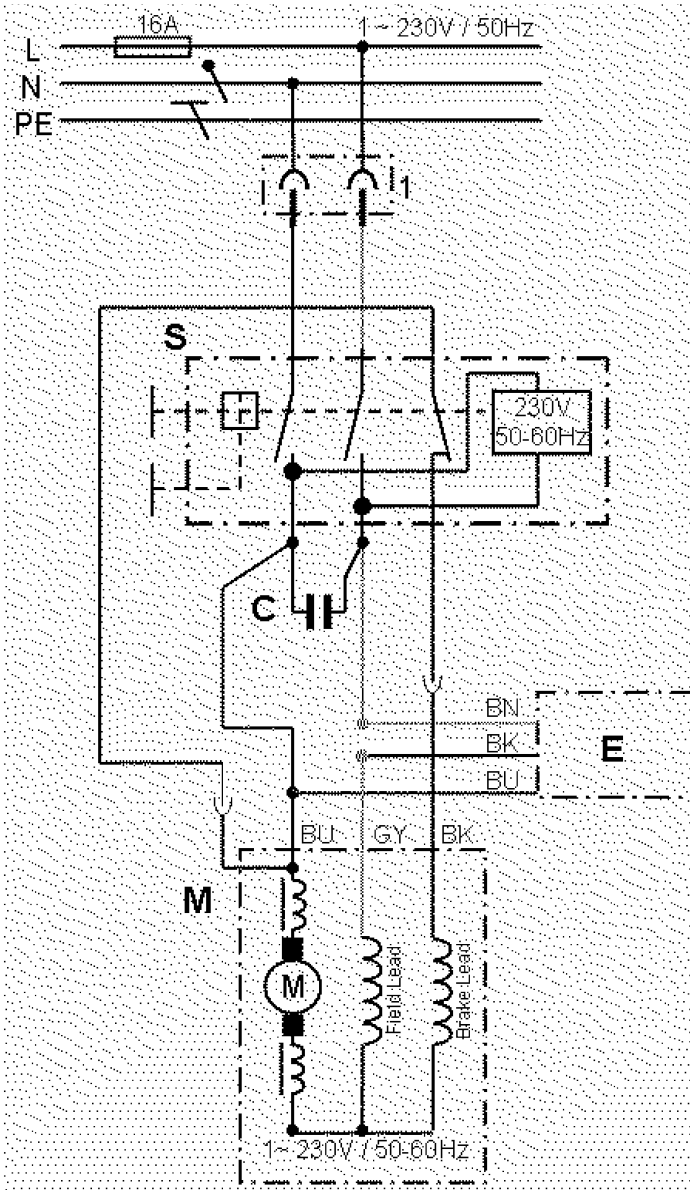 16A
1 ~ 230V / 50Hz
L
N
PE
1
S
230V
50-60Hz
C
BN
BK
E
BU
BU
GY
BK
M
M
Field Lead
Brake Lead
1~ 230V / 50-60Hz